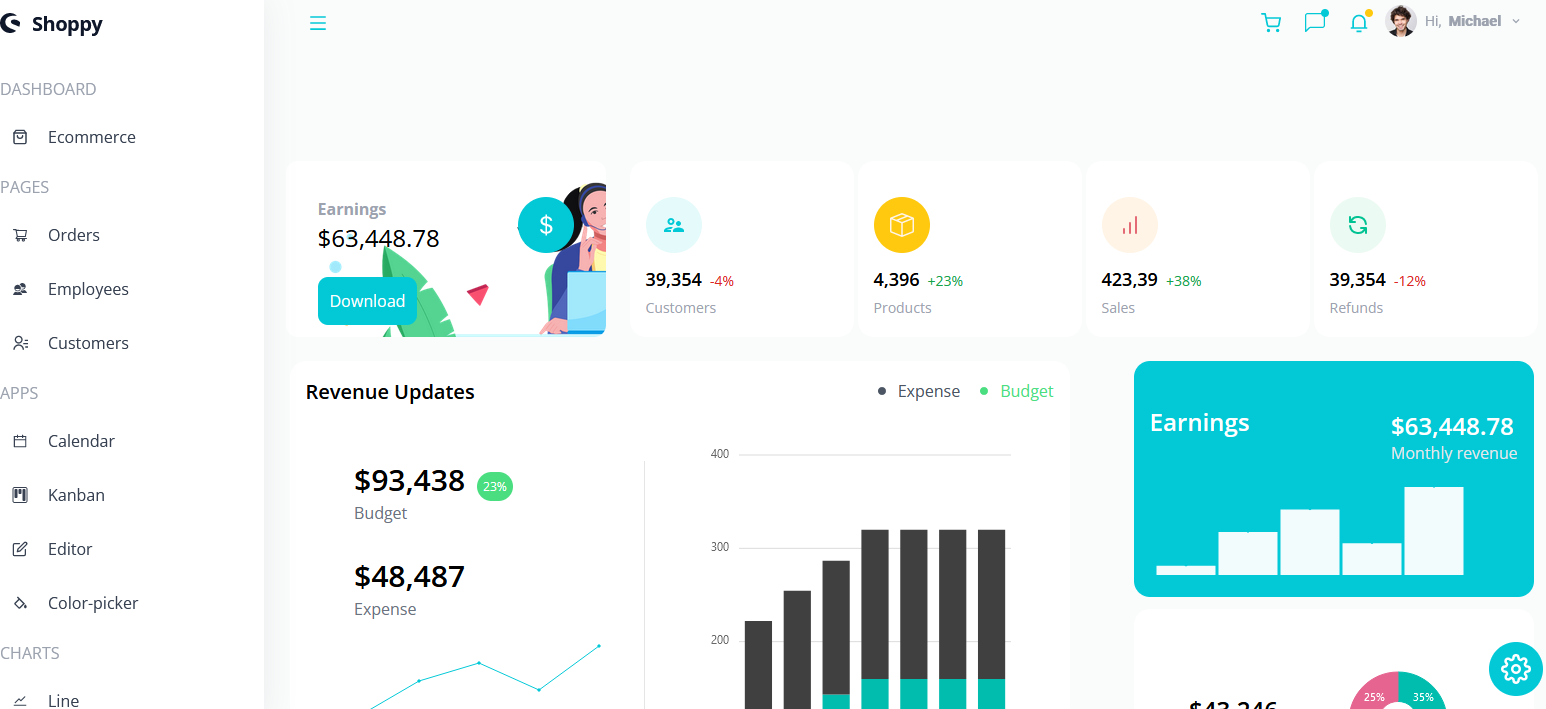 Shoppy
Hi, Michael
DASHBOARD
Ecommerce
PAGES
Orders
Employees
Customers
APPS
Calendar
Kanban
Editor
Color-picker
CHARTS
Line
Earnings
$63,448.78
$
Download
39,354 -4%
Customers
4,396 +23%
Products
423,39 +38%
Sales
39,354 -12%
Refunds
Revenue Updates
Expense
Budget
$93,438 23%
Budget
$48,487
Expense
400
300
200
Earnings
$63,448.78
Monthly revenue
25%
35%
$43,246